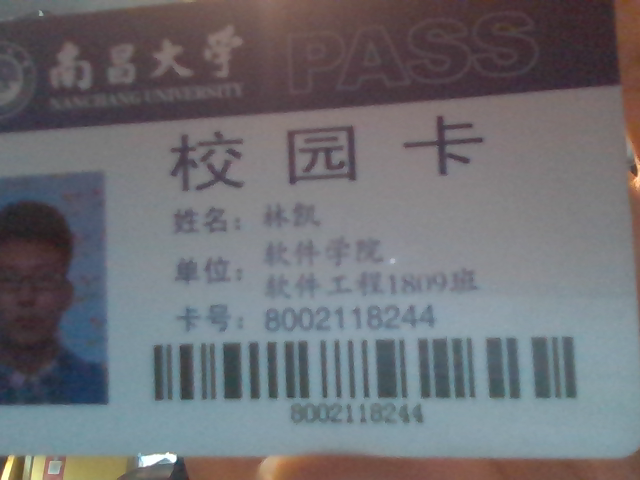 南昌大学
NANCHANG UNIVERSITY
PASS
校园卡
姓名：林凯
单位：软件学院
软件工程1809班
卡号：8002118244
8002118244